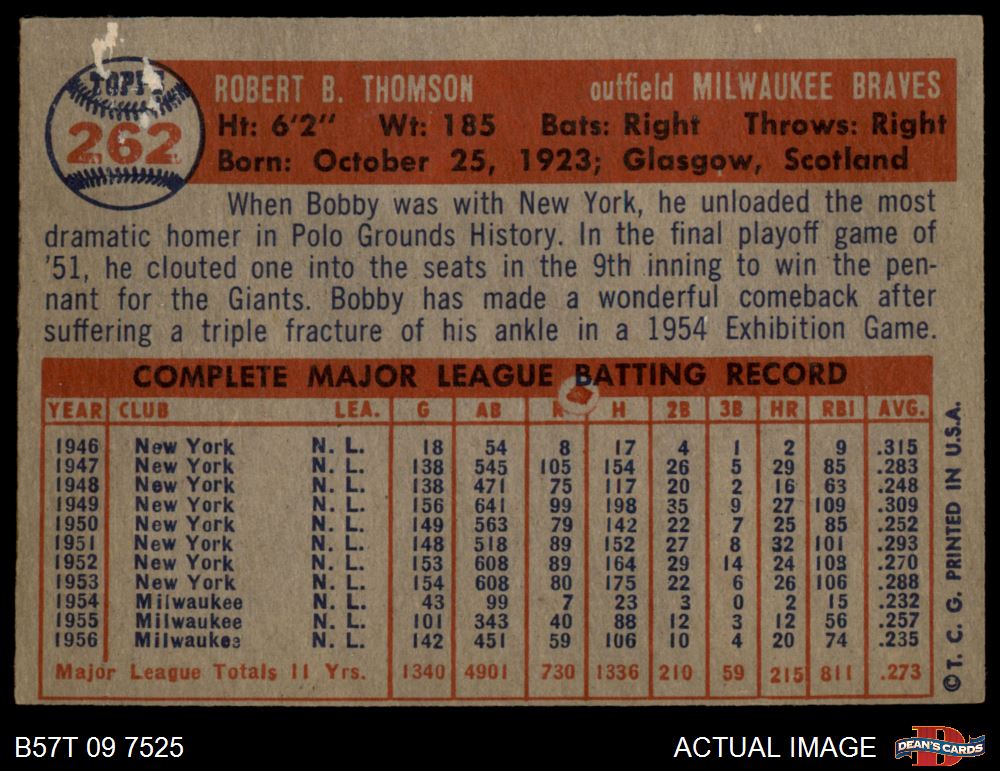 TOPPS
262
ROBERT B. THOMSON outfield MILWAUKEE BRAVES
Ht: 6'2" Wt: 185 Bats: Right Throws: Right
Born: October 25, 1923; Glasgow, Scotland
When Bobby was with New York, he unloaded the most
dramatic homer in Polo Grounds History. In the final playoff game of
'51, he clouted one into the seats in the 9th inning to win the pen-
nant for the Giants. Bobby has made a wonderful comeback after
suffering a triple fracture of his ankle in a 1954 Exhibition Game.
COMPLETE MAJOR LEAGUE BATTING RECORD
YEAR CLUB LEA. G AB R H 2B 3B HR RBI AVG.
1946 New York N. L. 18 54 8 17 4 1 2 9 .315
1947 New York N. L. 138 545 105 154 26 5 29 85 .283
1948 New York N. L. 138 471 75 117 20 2 16 63 .248
1949 New York N. L. 156 641 99 198 35 9 27 109 .309
1950 New York N. L. 149 563 79 142 22 7 25 85 .252
1951 New York N. L. 148 518 89 152 27 8 32 101 .293
1952 New York N. L. 153 608 89 164 29 14 24 108 .270
1953 New York N. L. 154 608 80 175 22 6 26 106 .288
1954 Milwaukee N. L. 43 99 7 23 3 0 2 15 .232
1955 Milwaukee N. L. 101 343 40 88 12 3 12 56 .257
1956 Milwaukee N. L. 142 451 59 106 10 4 20 74 .235
Major League Totals 11 Yrs. 1340 4901 730 1336 210 59 215 811 .273
©T. C. G. PRINTED IN U.S.A.
B57T 09 7525
ACTUAL IMAGE
D
DEAN'S CARDS